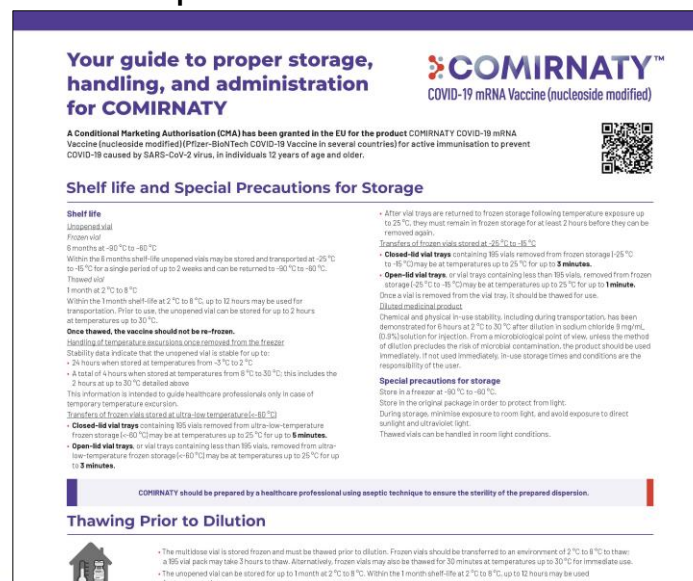 Your guide to proper storage,
handling, and administration
for COMIRNATY
COMIRNATY™
COVID-19 mRNA Vaccine (nucleoside modified)
A Conditional Marketing Authorisation (CMA) has been granted in the EU for the product COMIRNATY COVID-19 mRNA
Vaccine (nucleoside modified) (Pfizer-BioNTech COVID-19 Vaccine in several countries) for active immunisation to prevent
COVID-19 caused by SARS-CoV-2 virus, in individuals 12 years of age and older.
Shelf life and Special Precautions for Storage
Shelf life
Unopened vial
Frozen vial
6 months at -90 °C to -60 °C
Within the 6 months shelf-life unopened vials may be stored and transported at -25 °C
to -15 °C for a single period of up to 2 weeks and can be returned to -90 °C to -60 °C.
Thawed vial
1 month at 2 °C to 8 °C
Within the 1 month shelf-life at 2 °C to 8 °C, up to 12 hours may be used for
transportation. Prior to use, the unopened vial can be stored for up to 2 hours
at temperatures up to 30 °C.
Once thawed, the vaccine should not be re-frozen.
Handling of temperature excursions once removed from the freezer
Stability data indicate that the unopened vial is stable for up to:
• 24 hours when stored at temperatures from -3 °C to 2 °C
• A total of 4 hours when stored at temperatures from 8 °C to 30 °C; this includes the
2 hours at up to 30 °C detailed above
This information is intended to guide healthcare professionals only in case of
temporary temperature excursion.
Transfers of frozen vials stored at ultra-low temperature (<-60 °C)
• Closed-lid vial trays containing 195 vials removed from ultra-low-temperature
frozen storage (<-60 °C) may be at temperatures up to 25 °C for up to 5 minutes.
• Open-lid vial trays, or vial trays containing less than 195 vials, removed from ultra-
low-temperature frozen storage (<-60 °C) may be at temperatures up to 25 °C for up
to 3 minutes.
• After vial trays are returned to frozen storage following temperature exposure up
to 25 °C, they must remain in frozen storage for at least 2 hours before they can be
removed again.
Transfers of frozen vials stored at -25 °C to -15 °C
• Closed-lid vial trays containing 195 vials removed from frozen storage (-25 °C
to -15 °C) may be at temperatures up to 25 °C for up to 3 minutes.
• Open-lid vial trays, or vial trays containing less than 195 vials, removed from frozen
storage (-25 °C to -15 °C) may be at temperatures up to 25 °C for up to 1 minute.
Once a vial is removed from the vial tray, it should be thawed for use.
Diluted medicinal product
Chemical and physical in-use stability, including during transportation, has been
demonstrated for 6 hours at 2 °C to 30 °C after dilution in sodium chloride 9 mg/mL
(0.9%) solution for injection. From a microbiological point of view, unless the method
of dilution precludes the risk of microbial contamination, the product should be used
immediately. If not used immediately, in-use storage times and conditions are the
responsibility of the user.
Special precautions for storage
Store in a freezer at -90 °C to -60 °C.
Store in the original package in order to protect from light.
During storage, minimise exposure to room light, and avoid exposure to direct
sunlight and ultraviolet light.
Thawed vials can be handled in room light conditions.
COMIRNATY should be prepared by a healthcare professional using aseptic technique to ensure the sterility of the prepared dispersion.
Thawing Prior to Dilution
• The multidose vial is stored frozen and must be thawed prior to dilution. Frozen vials should be transferred to an environment of 2 °C to 8 °C to thaw;
a 195 vial pack may take 3 hours to thaw. Alternatively, frozen vials may also be thawed for 30 minutes at temperatures up to 30 °C for immediate use.
• The unopened vial can be stored for up to 1 month at 2 °C to 8 °C. Within the 1 month shelf-life at 2 °C to 8 °C, up to 12 hours may be used